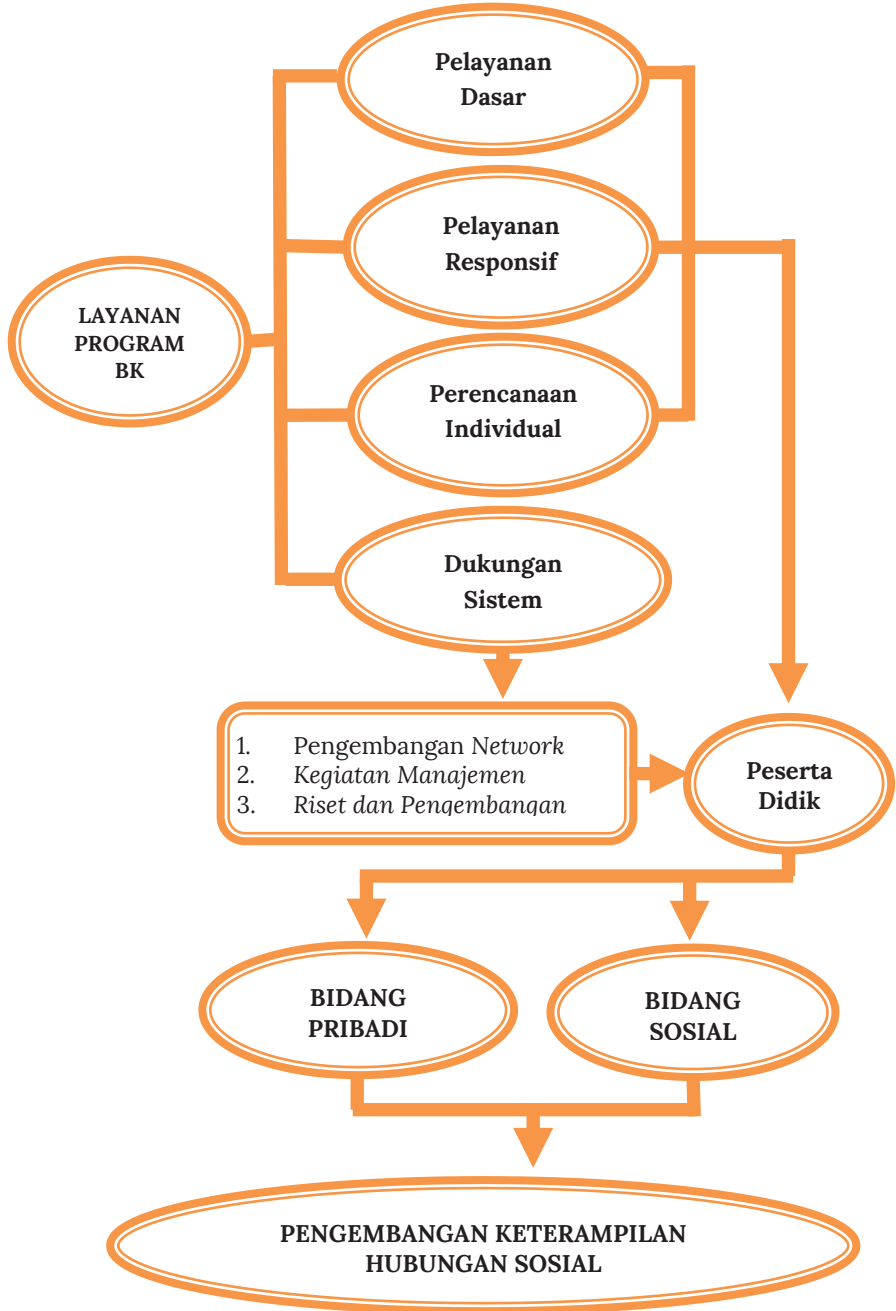 Pelayanan
Dasar
Pelayanan
Responsif
LAYANAN
PROGRAM
BK
Perencanaan
Individual
Dukungan
Sistem
1. Pengembangan Network
2. Kegiatan Manajemen
3. Riset dan Pengembangan
Peserta
Didik
BIDANG
PRIBADI
BIDANG
SOSIAL
PENGEMBANGAN KETERAMPILAN
HUBUNGAN SOSIAL